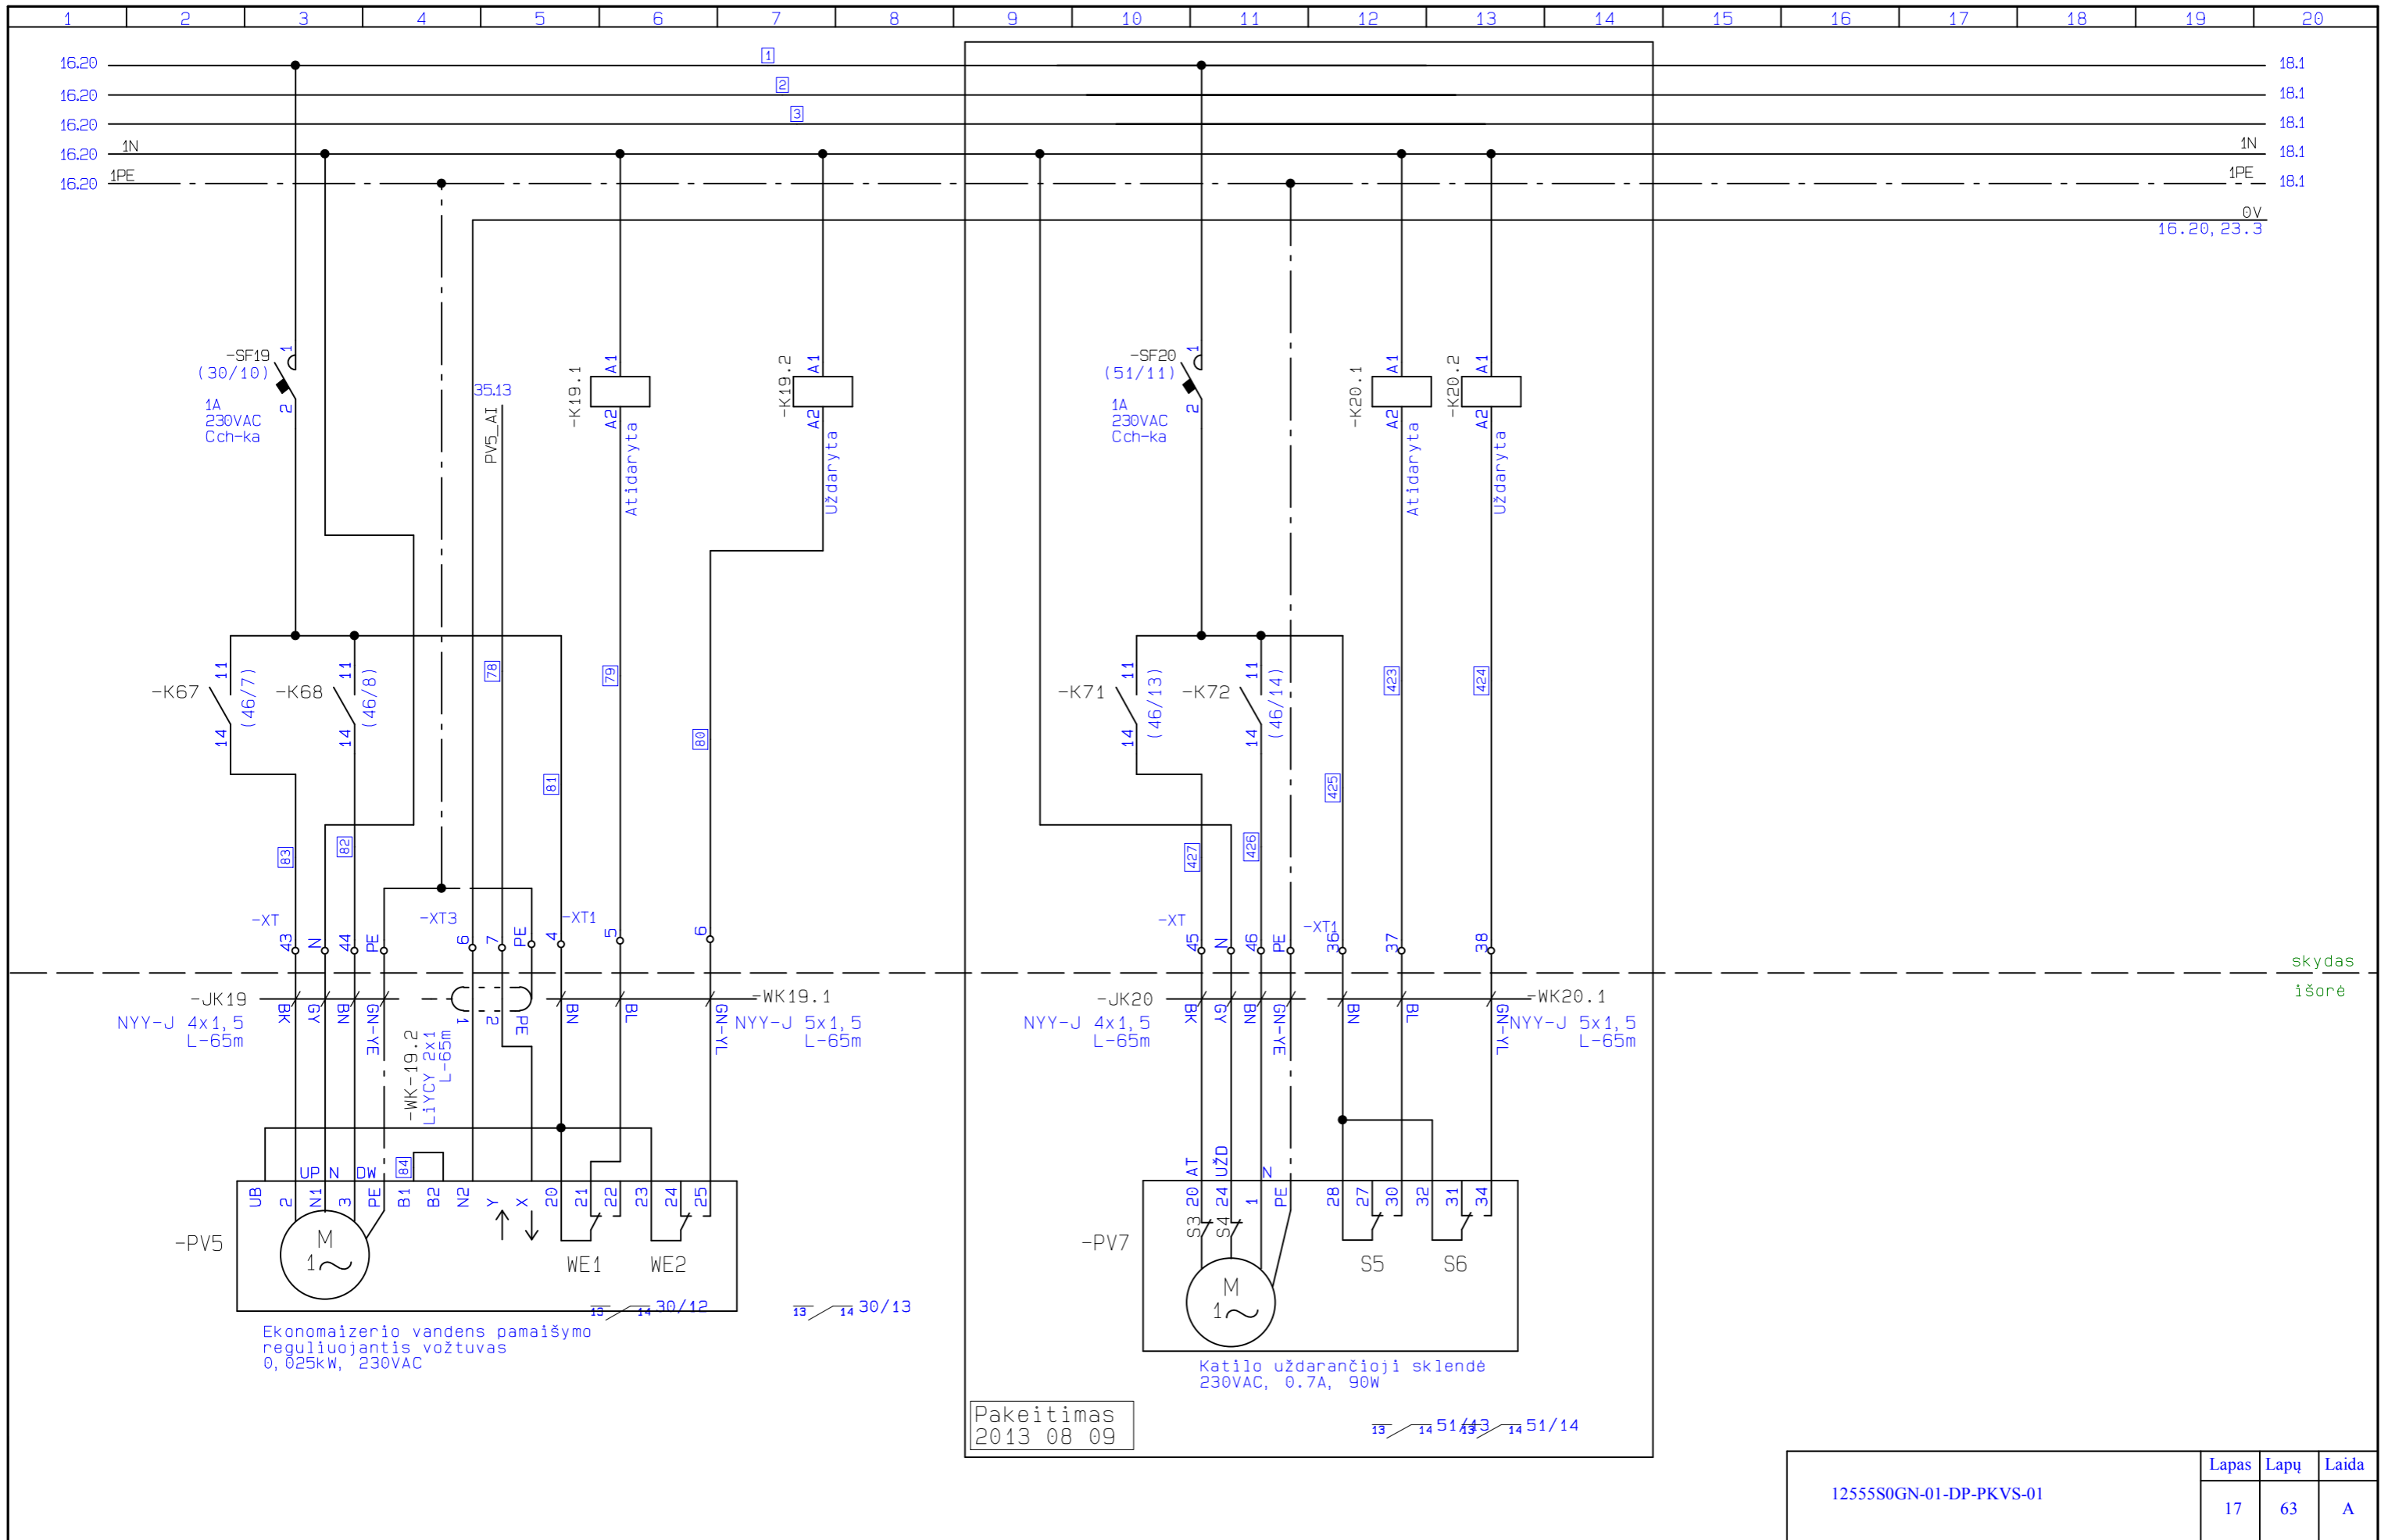 1 2 3 4 5 6 7 8 9 10 11 12 13 14 15 16 17 18 19 20
16.20 1 18.1
16.20 2 18.1
16.20 3 18.1
16.20 1N 1N 18.1
16.20 1PE 1PE 18.1
0V
16.20,23.3
-SF19
(30/10)
1
2
1A
230VAC
Cch-ka
35.13
PV5_AI
-K19.1
A1
A2
Atidaryta
-K19.2
A1
A2
Uždaryta
-SF20
(51/11)
1
2
1A
230VAC
Cch-ka
-K20.1
A1
A2
Atidaryta
-K20.2
A1
A2
Uždaryta
-K67
11
14
(46/7)
-K68
11
14
(46/8)
78
79
80
81
82
83
-K71
11
14
(46/13)
-K72
11
14
(46/14)
423
424
425
426
427
-XT
43 N 44 PE
-XT3
6 7 PE
-XT1
4 5 6
-XT
45 N 46 PE
-XT1
36 37 38
skydas
išorė
-JK19
NYY-J 4x1,5
L-65m
BK GY BN GN-YE
-WK-19.2
LiYCY 2x1
L-65m
1 2 PE
BN BL GN-YL
-WK19.1
NYY-J 5x1,5
L-65m
-JK20
NYY-J 4x1,5
L-65m
BK GY BN GN-YE
BN BL GN-YL
-WK20.1
NYY-J 5x1,5
L-65m
UP N DW
84
UB 2 N1 3 PE B1 B2 N2 Y X 20 21 22 23 24 25
-PV5
M
1
WE1
WE2
13 14 30/12
13 14 30/13
Ekonomaizerio vandens pamaišymo
reguliuojantis vožtuvas
0,025kW, 230VAC
AT UŽD N
20 24 1 PE 28 27 30 32 31 34
S3
S4
-PV7
M
1
S5
S6
Katilo uždarančioji sklendė
230VAC, 0.7A, 90W
Pakeitimas
2013 08 09
13 14 51/13
13 14 51/14
12555S0GN-01-DP-PKVS-01
Lapas Lapų Laida
17 63 A